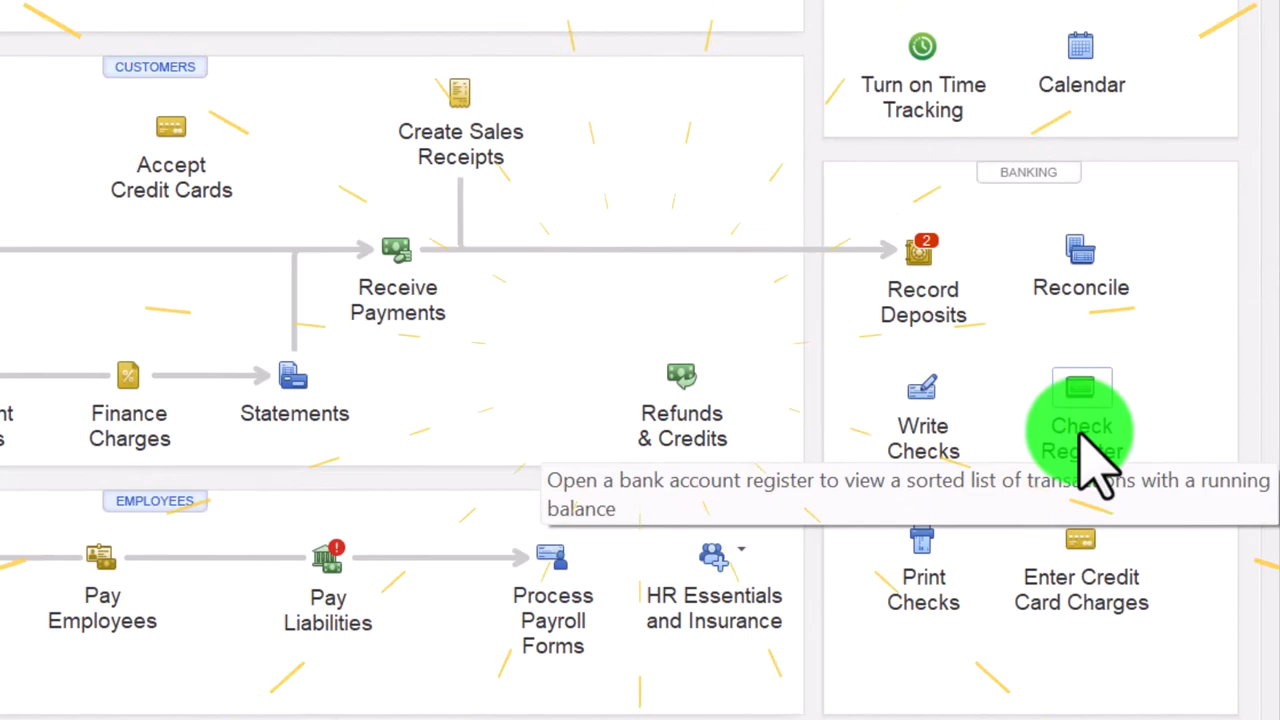 Turn on Time
Tracking
Calendar
CUSTOMERS
Create Sales
Receipts
Accept
Credit Cards
BANKING
2
Receive
Payments
Record
Deposits
Reconcile
Finance
Charges
Statements
Refunds
& Credits
Write
Checks
Check
Open a bank account register to view a sorted list of transactions with a running
balance
EMPLOYEES
Pay
Employees
Pay
Liabilities
Process
Payroll
Forms
HR Essentials
and Insurance
Print
Checks
Enter Credit
Card Charges